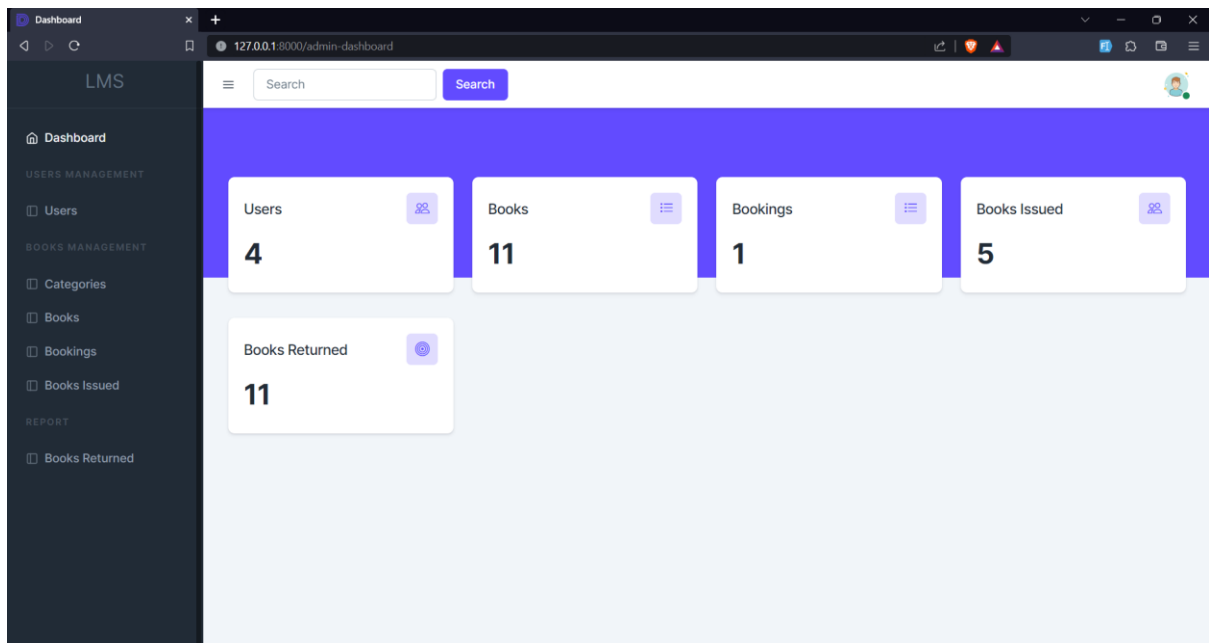 Dashboard
127.0.0.1:8000/admin-dashboard
LMS
Search
Search
Dashboard
USERS MANAGEMENT
Users
BOOKS MANAGEMENT
Categories
Books
Bookings
Books Issued
REPORT
Books Returned
Users
4
Books
11
Bookings
1
Books Issued
5
Books Returned
11